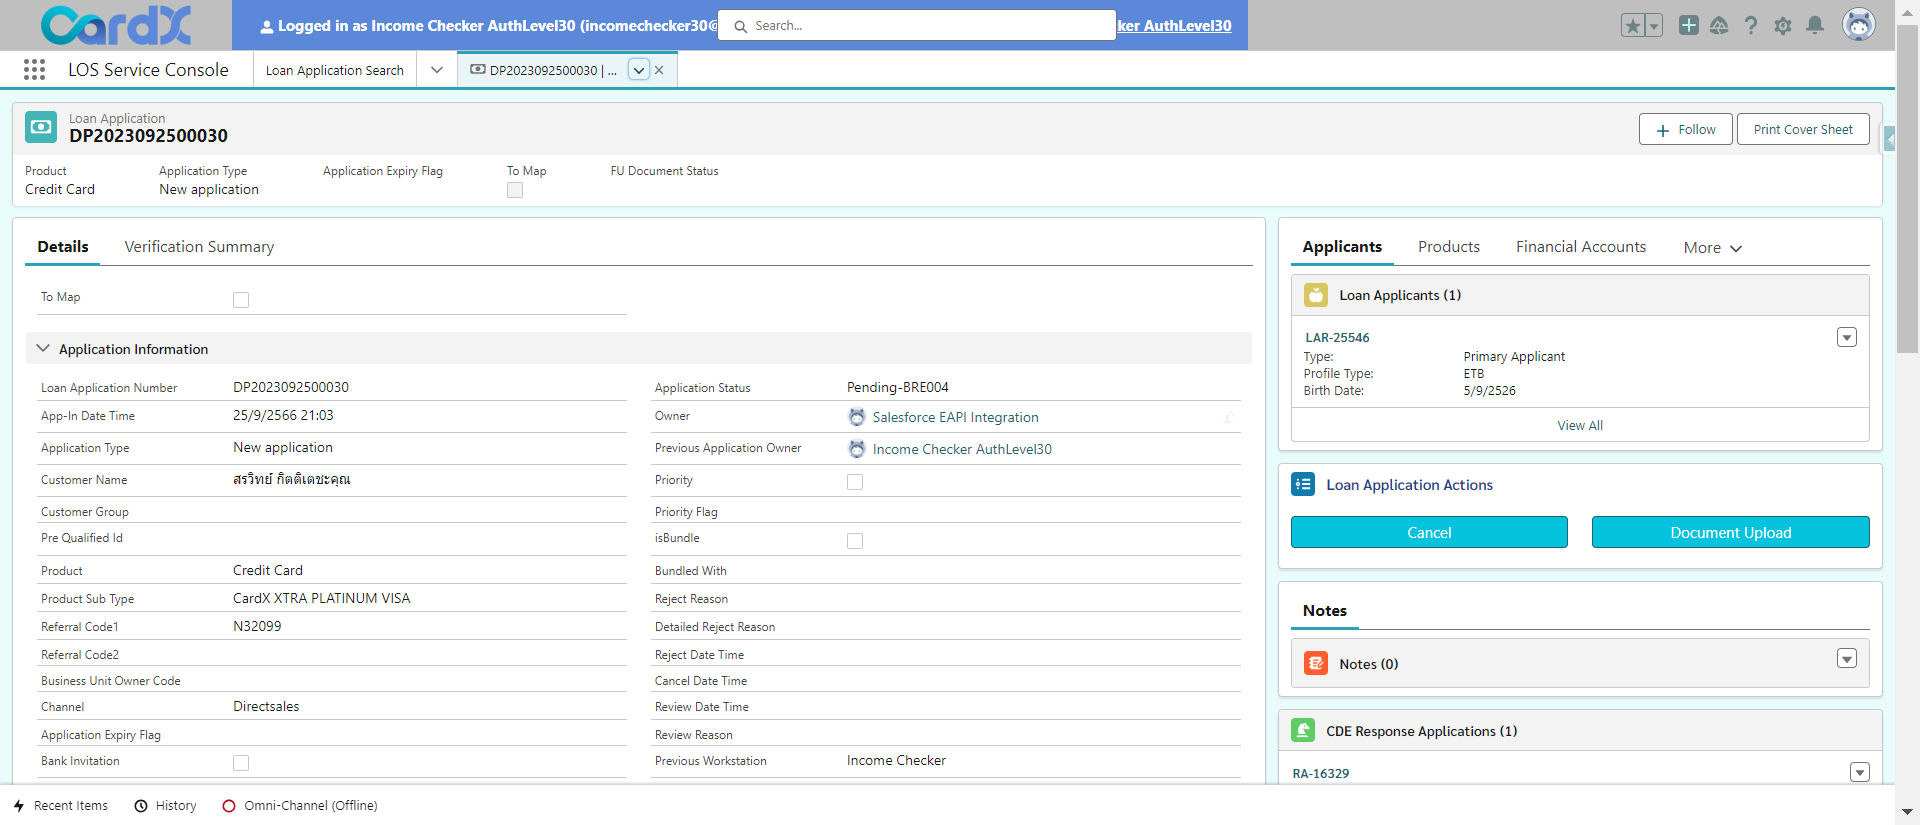 CardX
Logged in as Income Checker AuthLevel30 (incomechecker30@
Search...
ker AuthLevel30
LOS Service Console
Loan Application Search
DP2023092500030 | ...
Loan Application
DP2023092500030
Follow
Print Cover Sheet
Product
Application Type
Application Expiry Flag
To Map
FU Document Status
Credit Card
New application
Details
Verification Summary
To Map
Application Information
Loan Application Number
DP2023092500030
App-In Date Time
25/9/2566 21:03
Application Type
New application
Customer Name
สรวิทย์ กิตติเตชะคุณ
Customer Group
Pre Qualified Id
Product
Credit Card
Product Sub Type
CardX XTRA PLATINUM VISA
Referral Code1
N32099
Referral Code2
Business Unit Owner Code
Channel
Directsales
Application Expiry Flag
Bank Invitation
Application Status
Pending-BRE004
Owner
Salesforce EAPI Integration
Previous Application Owner
Income Checker AuthLevel30
Priority
Priority Flag
isBundle
Bundled With
Reject Reason
Detailed Reject Reason
Reject Date Time
Cancel Date Time
Review Date Time
Review Reason
Previous Workstation
Income Checker
Applicants
Products
Financial Accounts
More
Loan Applicants (1)
LAR-25546
Type:
Primary Applicant
Profile Type:
ETB
Birth Date:
5/9/2526
View All
Loan Application Actions
Cancel
Document Upload
Notes
Notes (0)
CDE Response Applications (1)
RA-16329
Recent Items
History
Omni-Channel (Offline)